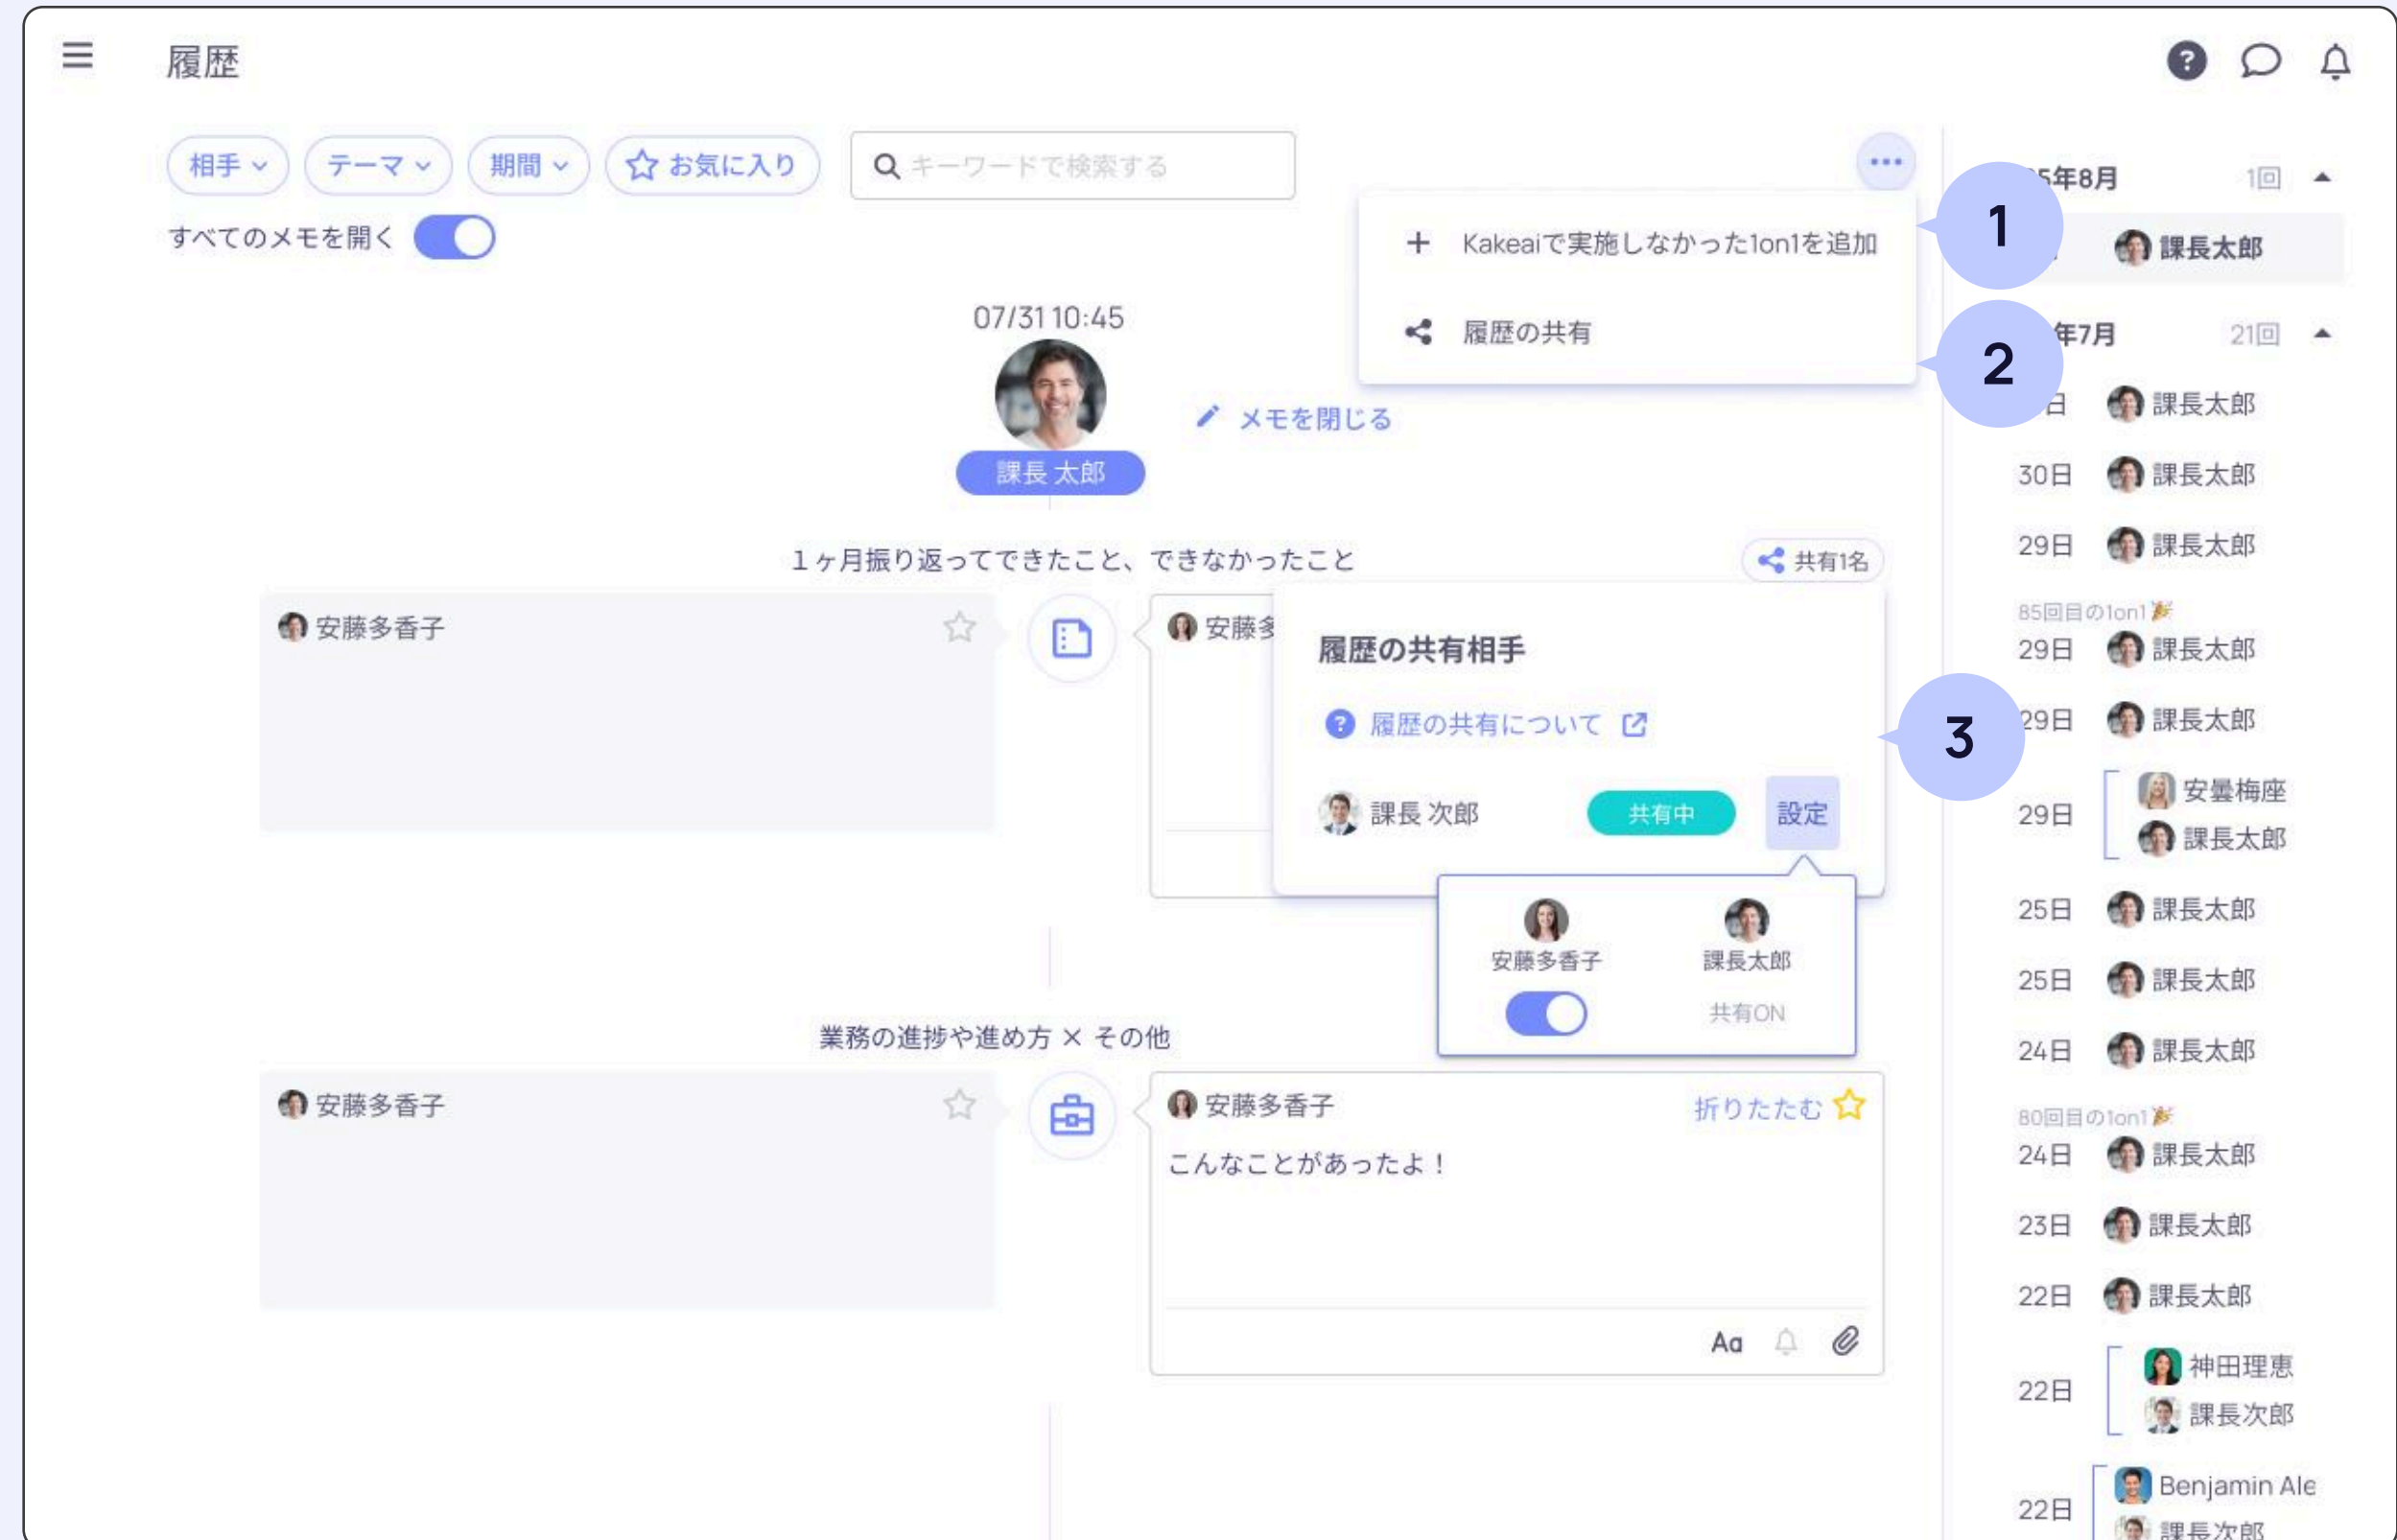 履歴
相手 テーマ 期間 お気に入り キーワードで検索する
すべてのメモを開く
+ Kakeaiで実施しなかった1on1を追加
履歴の共有
1
2
07/31 10:45
課長 太郎
メモを閉じる
1ヶ月振り返ってできたこと、できなかったこと
共有1名
安藤多香子
安藤多
履歴の共有相手
? 履歴の共有について
課長 次郎 共有中 設定
3
安藤多香子 課長太郎
共有ON
業務の進捗や進め方 × その他
安藤多香子
安藤多香子 折りたたむ
こんなことがあったよ！
Aa
5年8月 1回
課長太郎
年7月 21回
日 課長太郎
30日 課長太郎
29日 課長太郎
85回目の1on1🎉
29日 課長太郎
29日 課長太郎
29日 安曇梅座
課長太郎
25日 課長太郎
25日 課長太郎
24日 課長太郎
80回目の1on1🎉
24日 課長太郎
23日 課長太郎
22日 課長太郎
22日 神田理恵
課長次郎
22日 Benjamin Ale
課長次郎